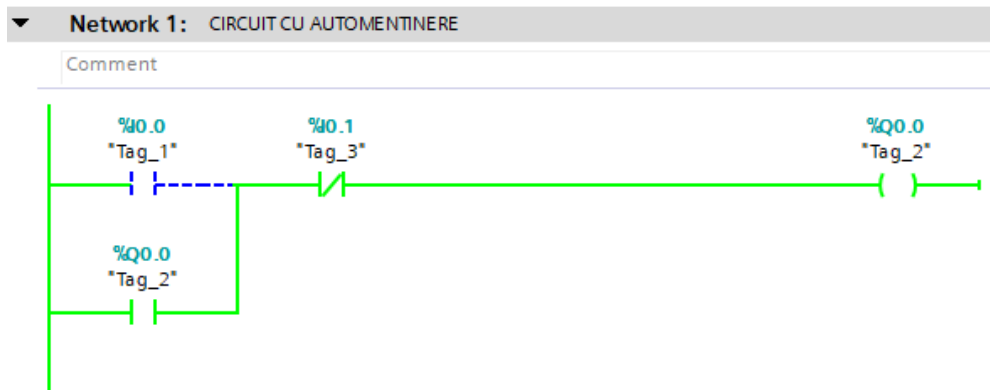 Network 1: CIRCUIT CU AUTOMENTINERE
Comment
%I0.0 %I0.1 %Q0.0
"Tag_1" "Tag_3" "Tag_2"
%Q0.0
"Tag_2"